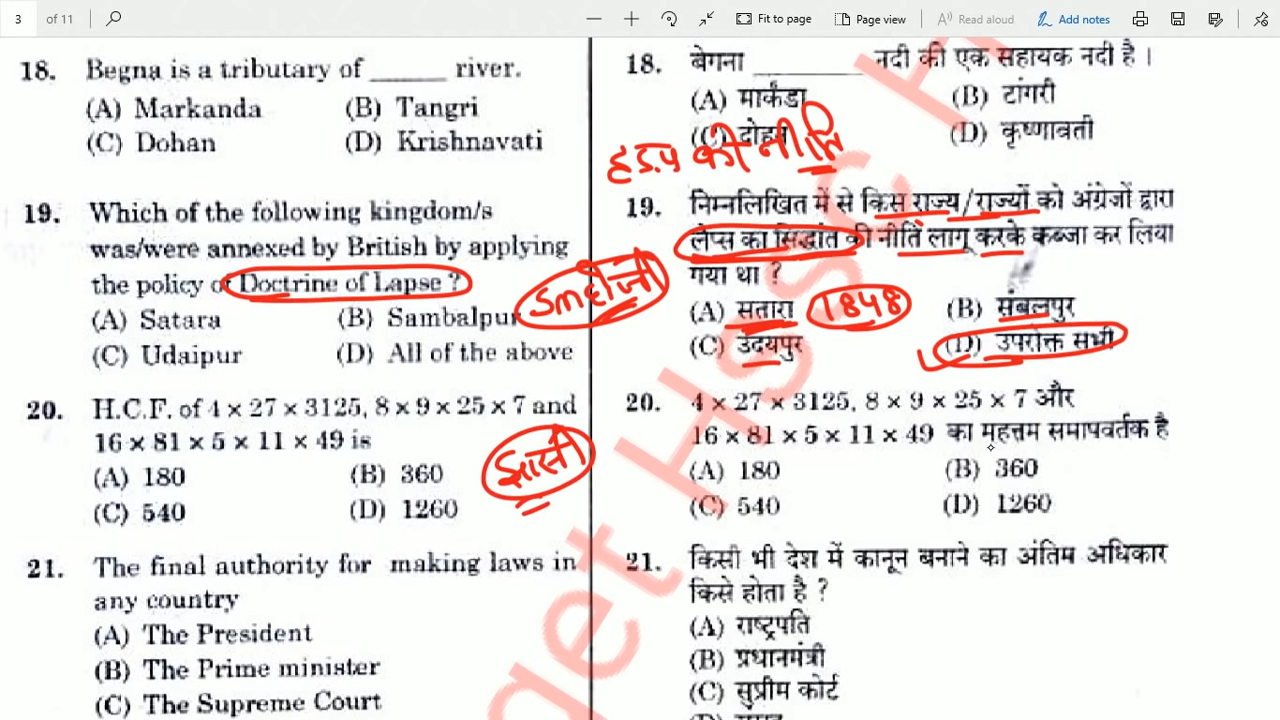 3 of 11
Fit to page
Page view
Read aloud
Add notes
18. Begna is a tributary of ______ river.
(A) Markanda (B) Tangri
(C) Dohan (D) Krishnavati
19. Which of the following kingdom/s
was/were annexed by British by applying
the policy of Doctrine of Lapse ?
(A) Satara (B) Sambalpur
(C) Udaipur (D) All of the above
20. H.C.F. of 4 × 27 × 3125, 8 × 9 × 25 × 7 and
16 × 81 × 5 × 11 × 49 is
(A) 180 (B) 360
(C) 540 (D) 1260
21. The final authority for making laws in
any country
(A) The President
(B) The Prime minister
(C) The Supreme Court
18. बेगना ________ नदी की एक सहायक नदी है ।
(A) मार्कंडा (B) टांगरी
(C) दोहन (D) कृष्णावती
हड़प की नीति
19. निम्नलिखित में से किस राज्य/राज्यों को अंग्रेजों द्वारा
लेप्स का सिद्धांत की नीति लागू करके कब्जा कर लिया
गया था ?
(A) सतारा 1848 (B) संबलपुर
(C) उदयपुर (D) उपरोक्त सभी
20. 4 × 27 × 3125, 8 × 9 × 25 × 7 और
16 × 81 × 5 × 11 × 49 का महत्तम समापवर्तक है
(A) 180 (B) 360
(C) 540 (D) 1260
21. किसी भी देश में कानून बनाने का अंतिम अधिकार
किसे होता है ?
(A) राष्ट्रपति
(B) प्रधानमंत्री
(C) सुप्रीम कोर्ट
झासी
get Hssc H